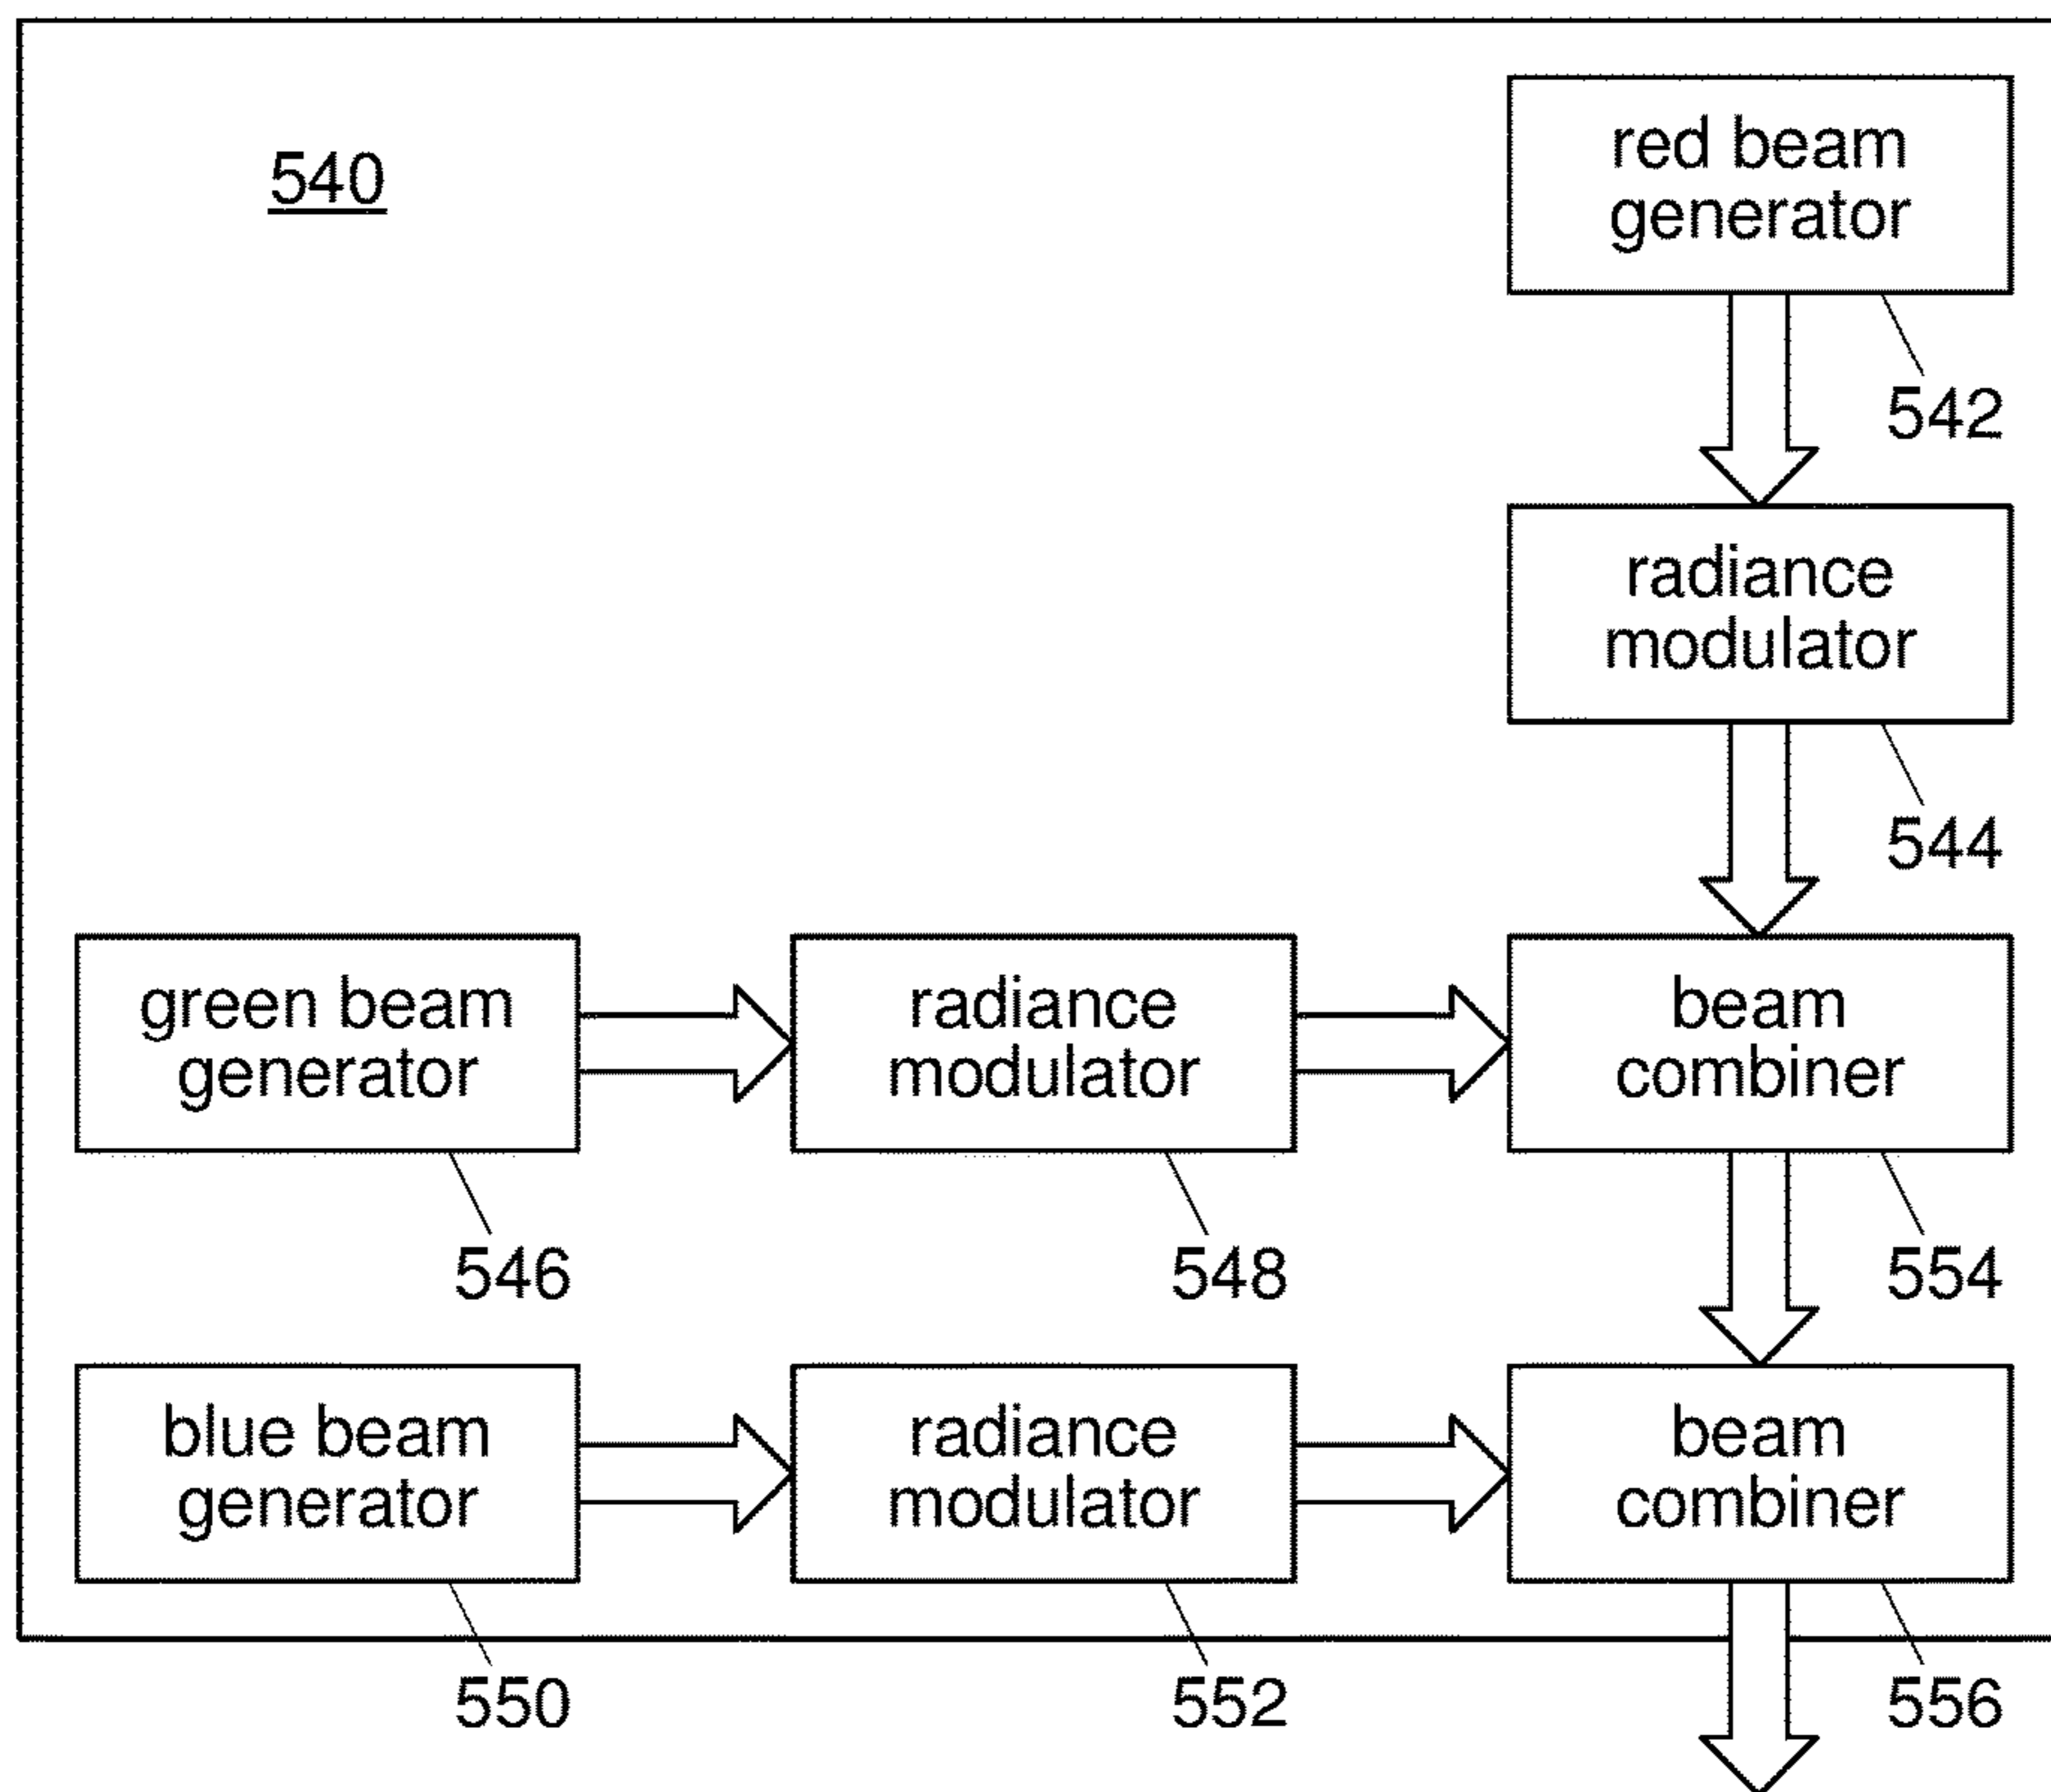 540
red beam
generator
542
radiance
modulator
544
green beam
generator
546
radiance
modulator
548
beam
combiner
554
blue beam
generator
550
radiance
modulator
552
beam
combiner
556